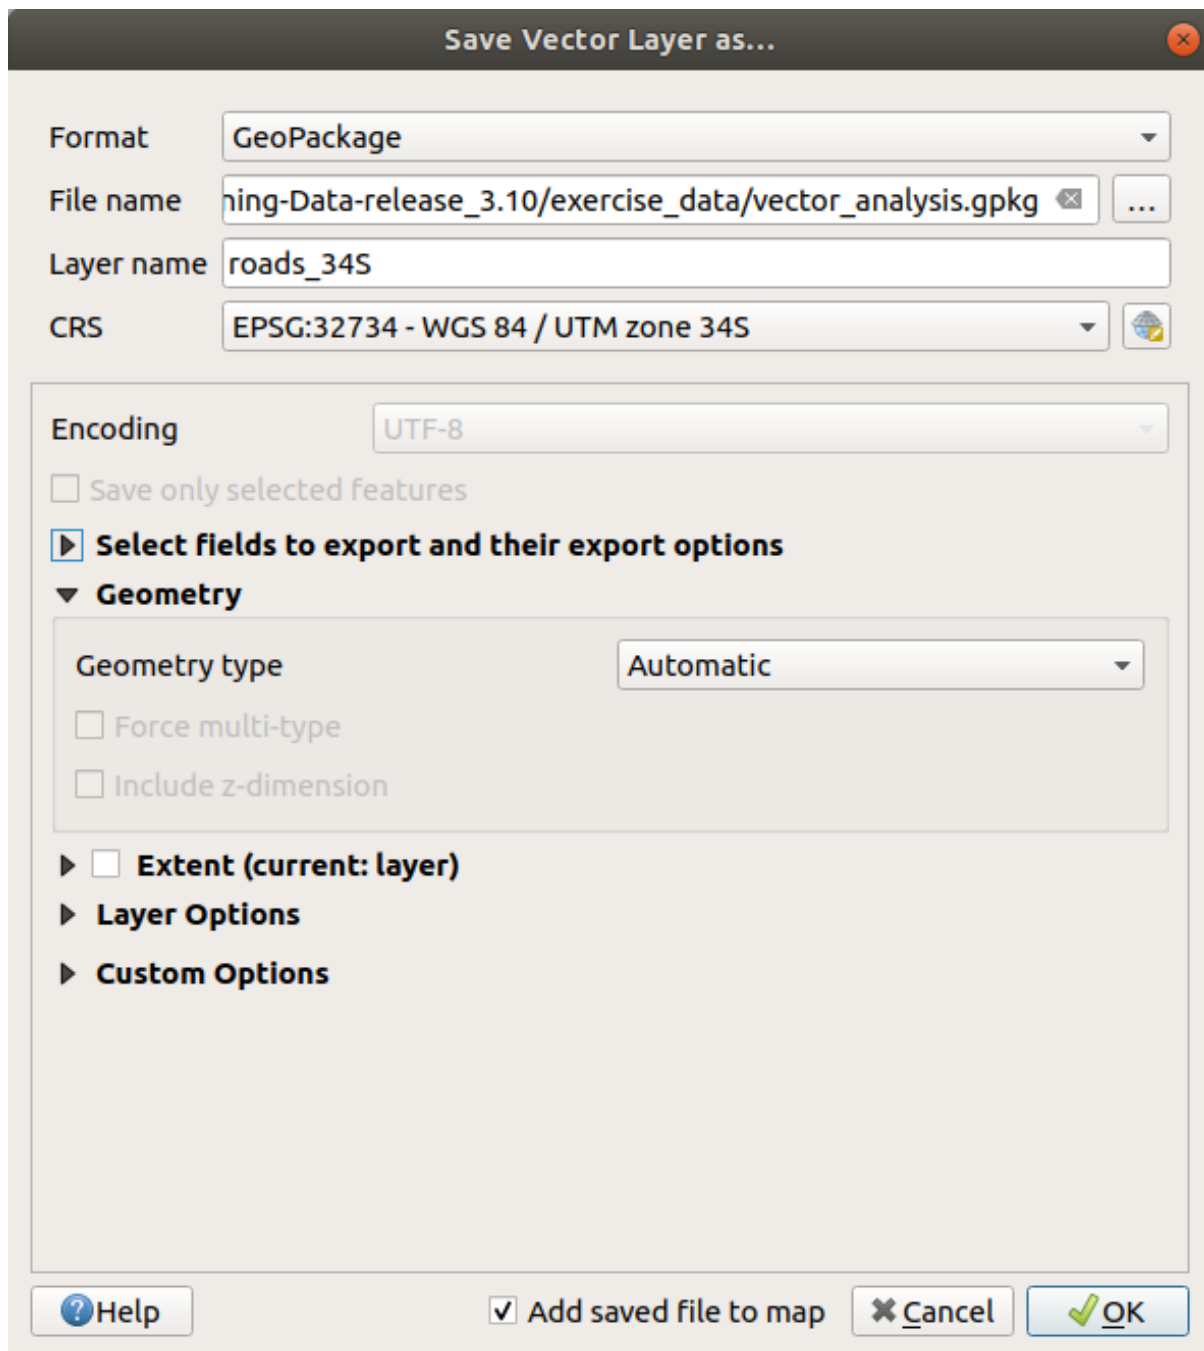 Save Vector Layer as...
Format GeoPackage
File name ning-Data-release_3.10/exercise_data/vector_analysis.gpkg ...
Layer name roads_34S
CRS EPSG:32734 - WGS 84 / UTM zone 34S
Encoding UTF-8
Save only selected features
Select fields to export and their export options
Geometry
Geometry type Automatic
Force multi-type
Include z-dimension
Extent (current: layer)
Layer Options
Custom Options
Help Add saved file to map Cancel OK